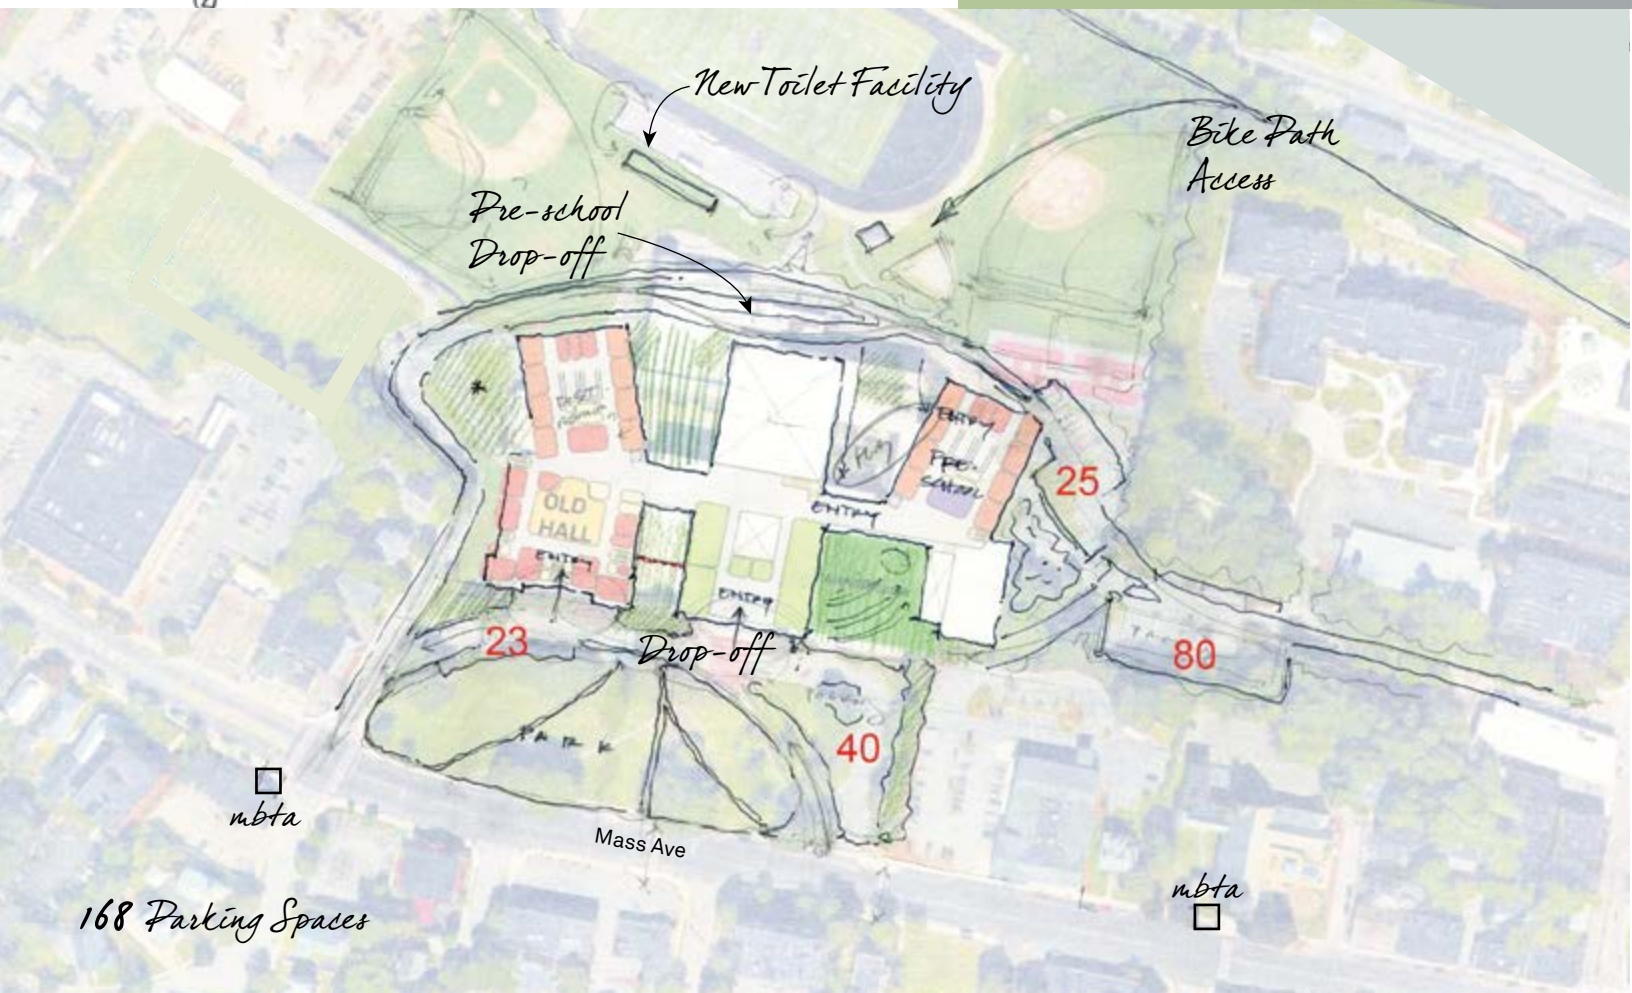 New Toilet Facility
Bike Path
Access
Pre-school
Drop-off
ENTRY
PLAY
PRE-
SCHOOL
25
OLD
HALL
ENTRY
ENTRY
ENTRY
23
Drop-off
80
PARK
40
mbta
Mass Ave
mbta
168 Parking Spaces